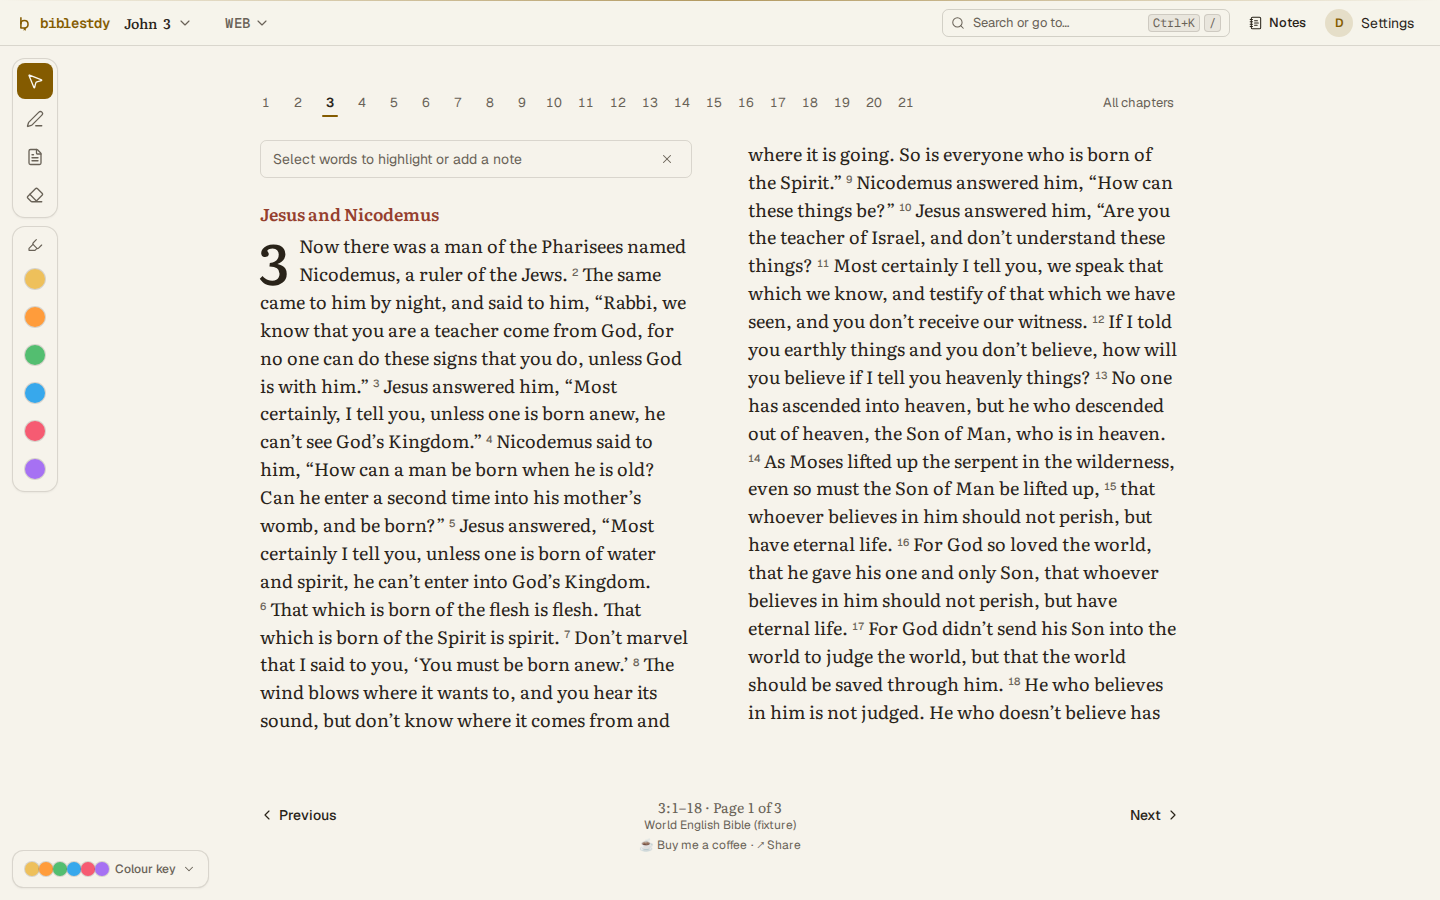 biblestdy John 3 WEB Search or go to... Ctrl+K / Notes D Settings
1 2 3 4 5 6 7 8 9 10 11 12 13 14 15 16 17 18 19 20 21 All chapters
Select words to highlight or add a note
Jesus and Nicodemus
3 Now there was a man of the Pharisees named
Nicodemus, a ruler of the Jews. 2 The same
came to him by night, and said to him, “Rabbi, we
know that you are a teacher come from God, for
no one can do these signs that you do, unless God
is with him.” 3 Jesus answered him, “Most
certainly, I tell you, unless one is born anew, he
can’t see God’s Kingdom.” 4 Nicodemus said to
him, “How can a man be born when he is old?
Can he enter a second time into his mother’s
womb, and be born?” 5 Jesus answered, “Most
certainly I tell you, unless one is born of water
and spirit, he can’t enter into God’s Kingdom.
6 That which is born of the flesh is flesh. That
which is born of the Spirit is spirit. 7 Don’t marvel
that I said to you, ‘You must be born anew.’ 8 The
wind blows where it wants to, and you hear its
sound, but don’t know where it comes from and
where it is going. So is everyone who is born of
the Spirit.” 9 Nicodemus answered him, “How can
these things be?” 10 Jesus answered him, “Are you
the teacher of Israel, and don’t understand these
things? 11 Most certainly I tell you, we speak that
which we know, and testify of that which we have
seen, and you don’t receive our witness. 12 If I told
you earthly things and you don’t believe, how will
you believe if I tell you heavenly things? 13 No one
has ascended into heaven, but he who descended
out of heaven, the Son of Man, who is in heaven.
14 As Moses lifted up the serpent in the wilderness,
even so must the Son of Man be lifted up, 15 that
whoever believes in him should not perish, but
have eternal life. 16 For God so loved the world,
that he gave his one and only Son, that whoever
believes in him should not perish, but have
eternal life. 17 For God didn’t send his Son into the
world to judge the world, but that the world
should be saved through him. 18 He who believes
in him is not judged. He who doesn’t believe has
Previous
3:1–18 · Page 1 of 3
World English Bible (fixture)
☕ Buy me a coffee · ↗ Share
Next
Colour key